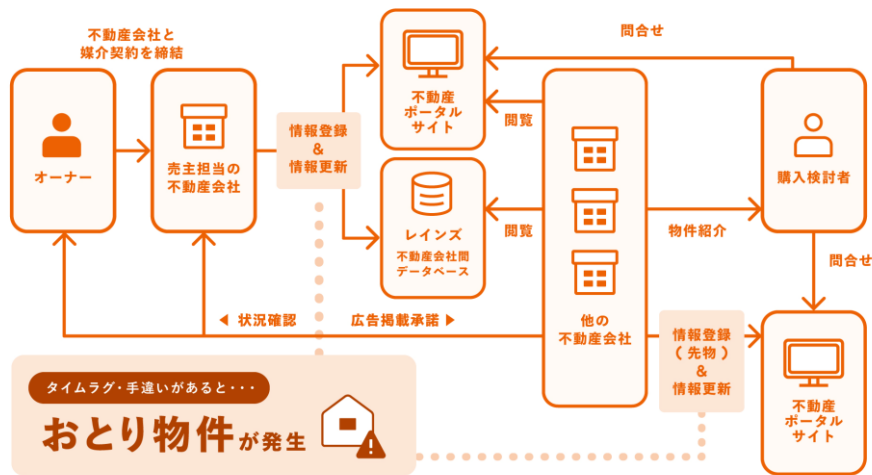 不動産会社と
媒介契約を締結
オーナー
売主担当の
不動産会社
情報登録
&
情報更新
不動産
ポータル
サイト
レインズ
不動産会社間
データベース
閲覧
閲覧
問合せ
他の
不動産会社
物件紹介
購入検討者
問合せ
◀ 状況確認
広告掲載承諾 ▶
情報登録
(先物)
&
情報更新
不動産
ポータル
サイト
タイムラグ・手違いがあると・・・
おとり物件が発生